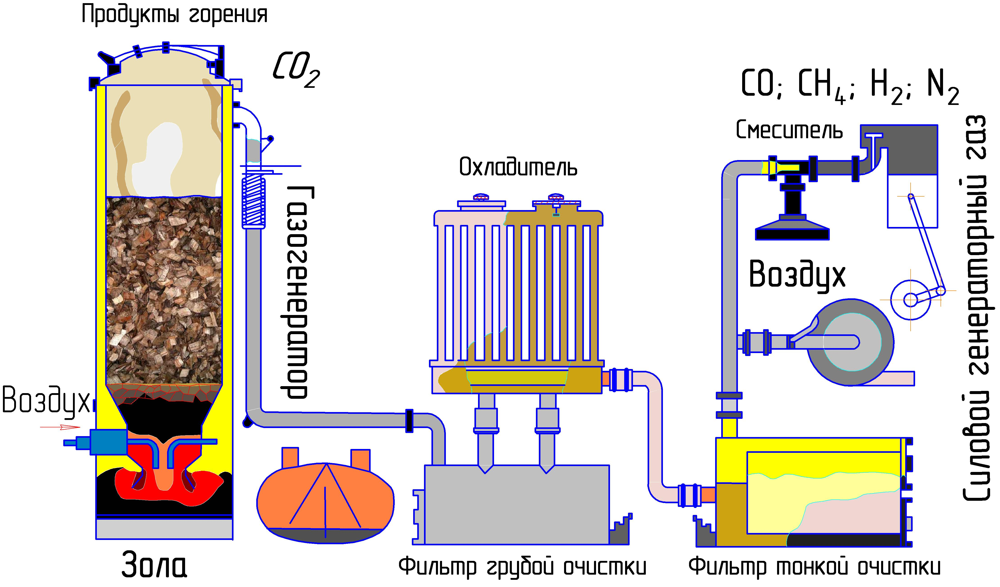 Продукты горения
CO₂
CO; CH₄; H₂; N₂
Смеситель
Охладитель
Газогенератор
Силовой генераторный газ
Воздух
Воздух
Зола
Фильтр грубой очистки
Фильтр тонкой очистки